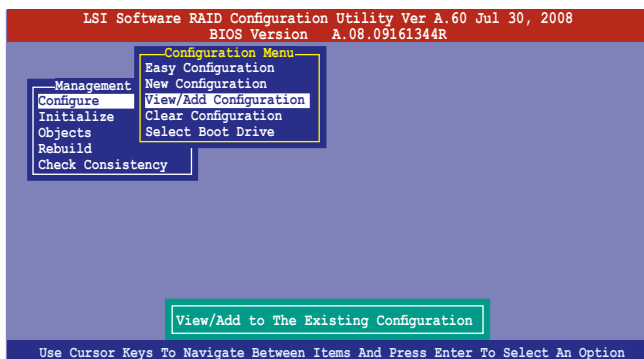 LSI Software RAID Configuration Utility Ver A.60 Jul 30, 2008
BIOS Version A.08.09161344R
Management
Configure
Initialize
Objects
Rebuild
Check Consistency
Configuration Menu
Easy Configuration
New Configuration
View/Add Configuration
Clear Configuration
Select Boot Drive
View/Add to The Existing Configuration
Use Cursor Keys To Navigate Between Items And Press Enter To Select An Option